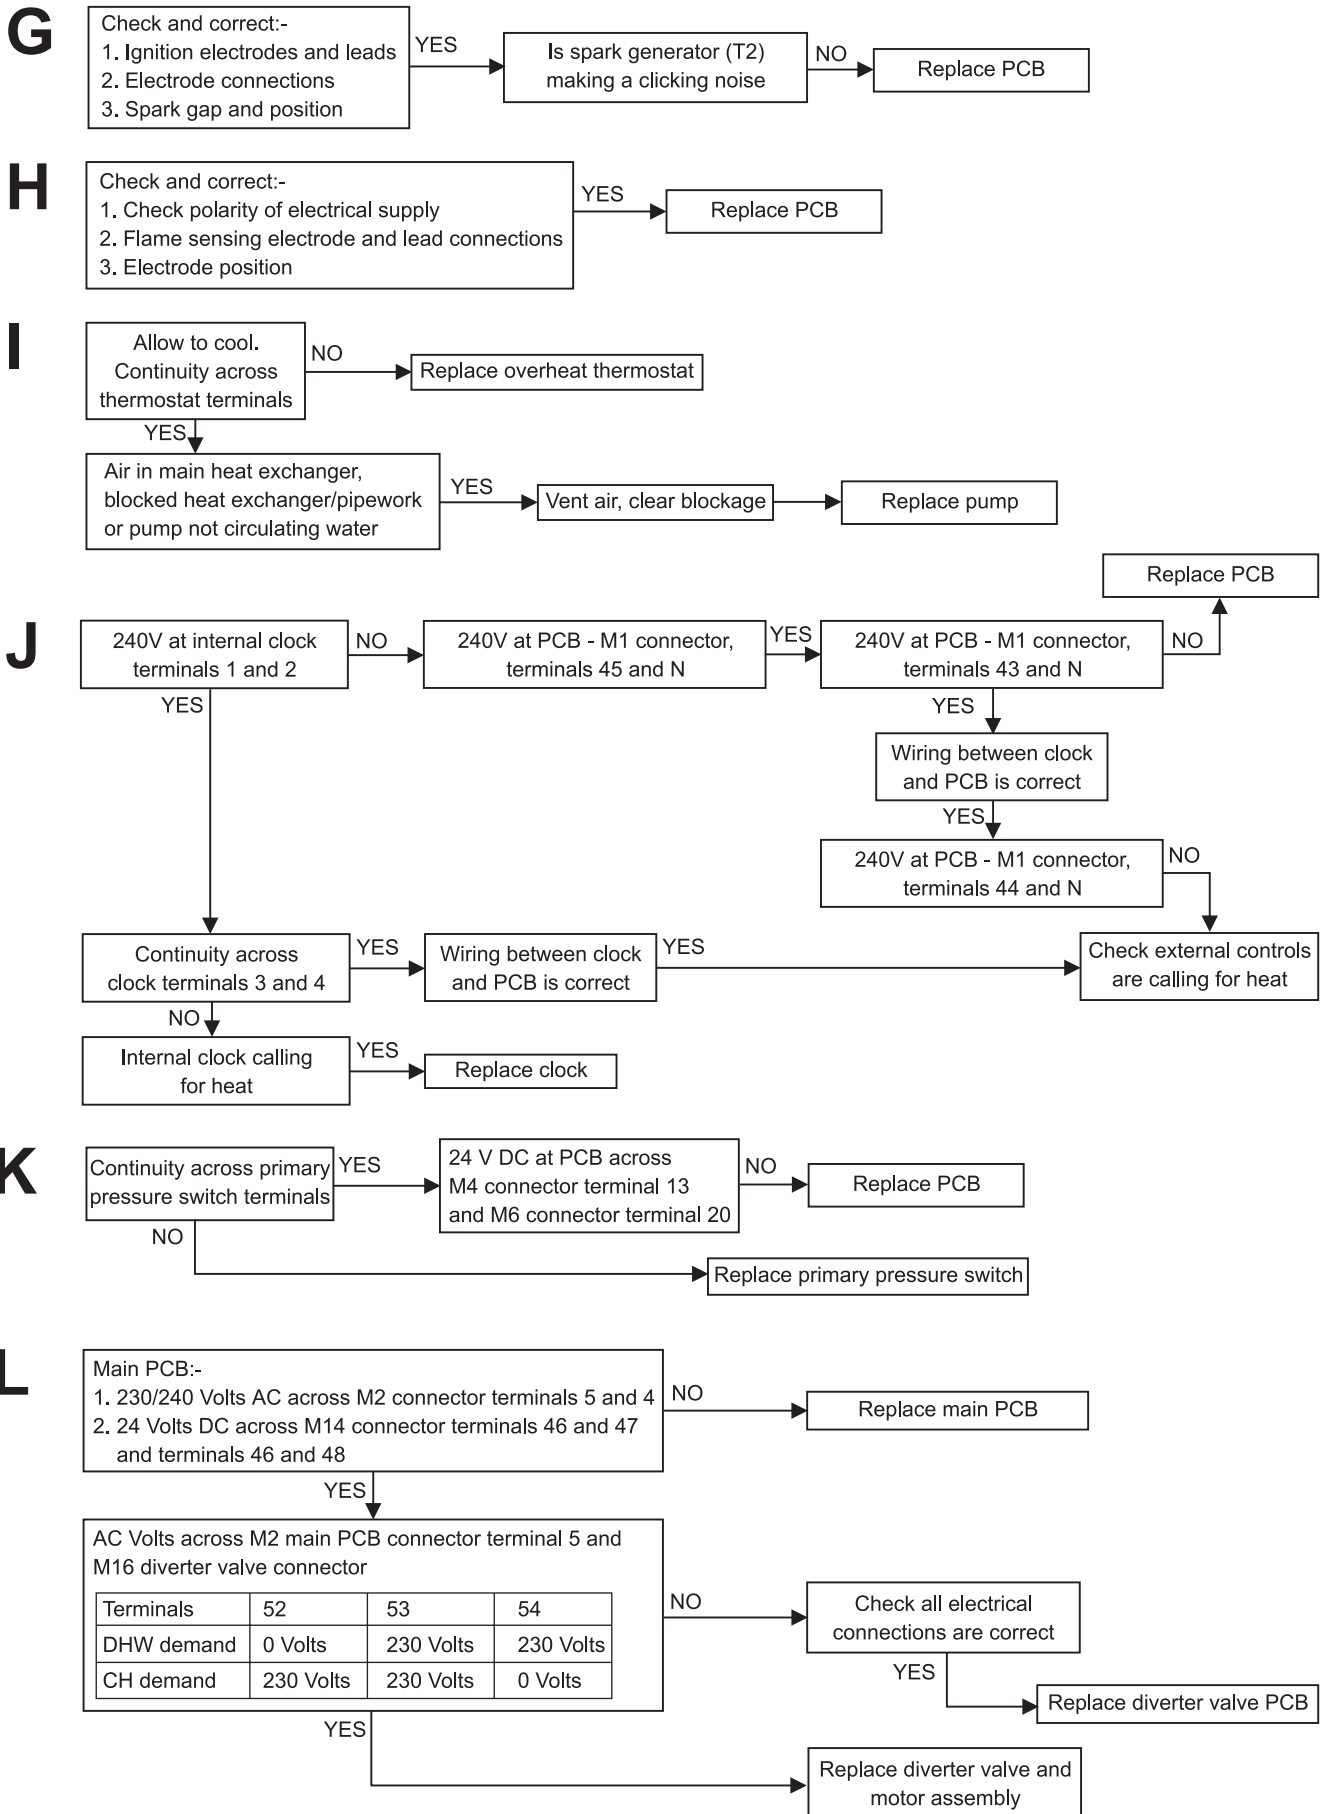 G
Check and correct:-
1. Ignition electrodes and leads
2. Electrode connections
3. Spark gap and position
YES
Is spark generator (T2)
making a clicking noise
NO
Replace PCB
H
Check and correct:-
1. Check polarity of electrical supply
2. Flame sensing electrode and lead connections
3. Electrode position
YES
Replace PCB
I
Allow to cool.
Continuity across
thermostat terminals
NO
Replace overheat thermostat
YES
Air in main heat exchanger,
blocked heat exchanger/pipework
or pump not circulating water
YES
Vent air, clear blockage
Replace pump
Replace PCB
J
240V at internal clock
terminals 1 and 2
NO
240V at PCB - M1 connector,
terminals 45 and N
YES
240V at PCB - M1 connector,
terminals 43 and N
NO
YES
YES
Wiring between clock
and PCB is correct
YES
240V at PCB - M1 connector,
terminals 44 and N
NO
Continuity across
clock terminals 3 and 4
YES
Wiring between clock
and PCB is correct
YES
Check external controls
are calling for heat
NO
Internal clock calling
for heat
YES
Replace clock
K
Continuity across primary
pressure switch terminals
YES
24 V DC at PCB across
M4 connector terminal 13
and M6 connector terminal 20
NO
Replace PCB
NO
Replace primary pressure switch
L
Main PCB:-
1. 230/240 Volts AC across M2 connector terminals 5 and 4
2. 24 Volts DC across M14 connector terminals 46 and 47
and terminals 46 and 48
NO
Replace main PCB
YES
AC Volts across M2 main PCB connector terminal 5 and
M16 diverter valve connector
Terminals 52 53 54
DHW demand 0 Volts 230 Volts 230 Volts
CH demand 230 Volts 230 Volts 0 Volts
NO
Check all electrical
connections are correct
YES
Replace diverter valve PCB
YES
Replace diverter valve and
motor assembly